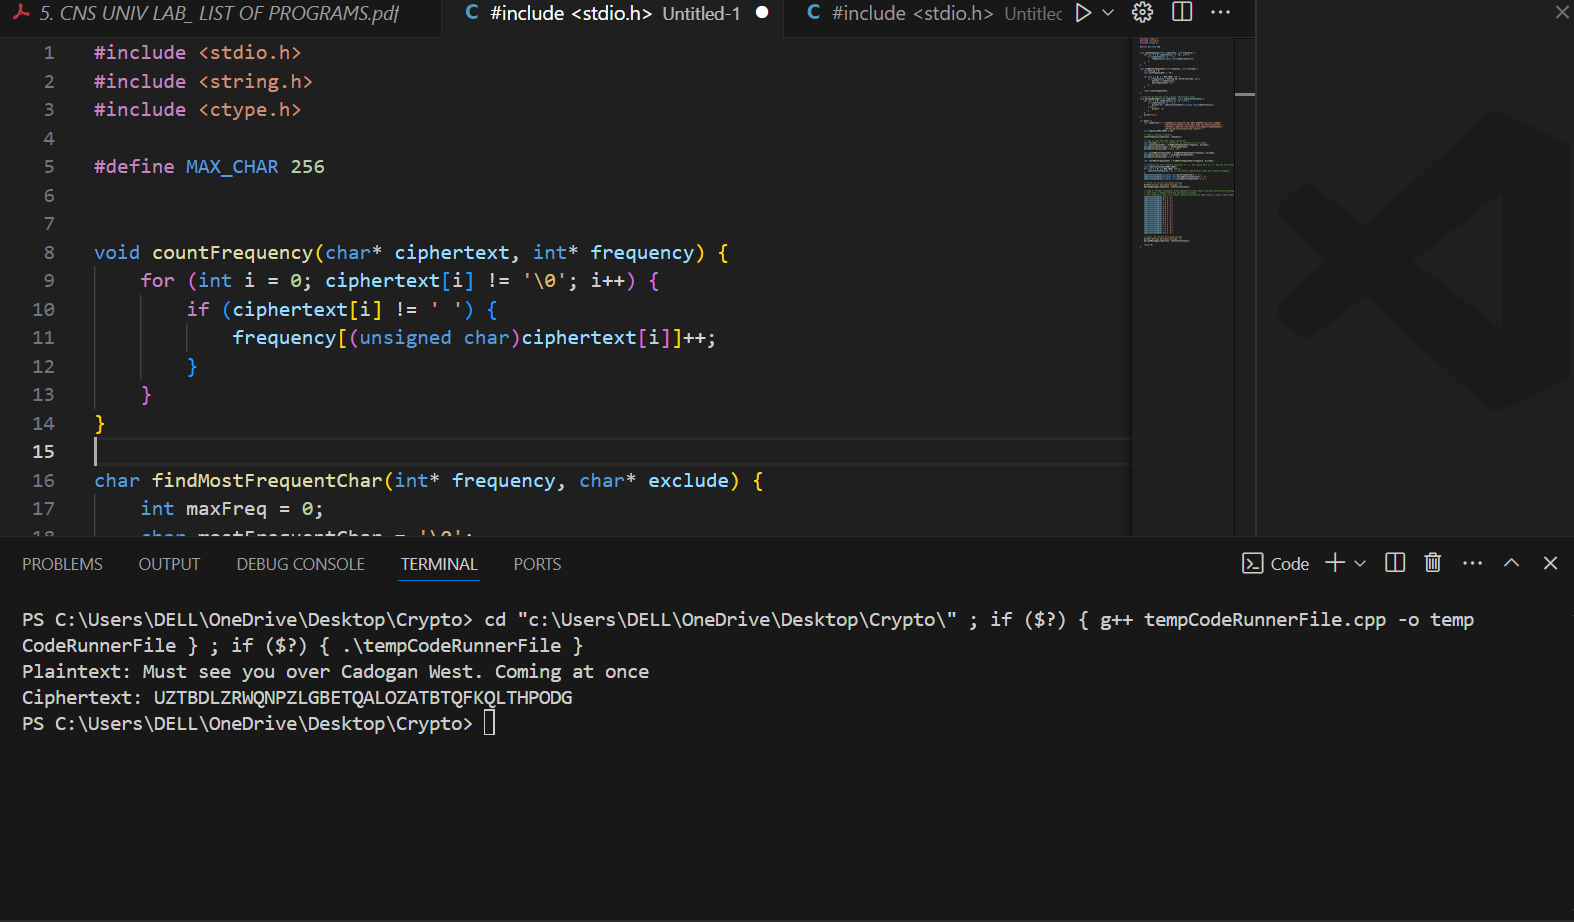 5. CNS UNIV LAB_ LIST OF PROGRAMS.pdf
C #include <stdio.h> Untitled-1
C #include <stdio.h>
1 #include <stdio.h>
2 #include <string.h>
3 #include <ctype.h>
4
5 #define MAX_CHAR 256
6
7
8 void countFrequency(char* ciphertext, int* frequency) {
9 for (int i = 0; ciphertext[i] != '\0'; i++) {
10 if (ciphertext[i] != ' ') {
11 frequency[(unsigned char)ciphertext[i]]++;
12 }
13 }
14 }
15
16 char findMostFrequentChar(int* frequency, char* exclude) {
17 int maxFreq = 0;
18 char mostFrequentChar = '\0';
PROBLEMS OUTPUT DEBUG CONSOLE TERMINAL PORTS
Code
PS C:\Users\DELL\OneDrive\Desktop\Crypto> cd "c:\Users\DELL\OneDrive\Desktop\Crypto\" ; if ($?) { g++ tempCodeRunnerFile.cpp -o temp
CodeRunnerFile } ; if ($?) { .\tempCodeRunnerFile }
Plaintext: Must see you over Cadogan West. Coming at once
Ciphertext: UZTBDLZRWQNPZLGBETQALOZATBTQFKQLTHPODG
PS C:\Users\DELL\OneDrive\Desktop\Crypto>